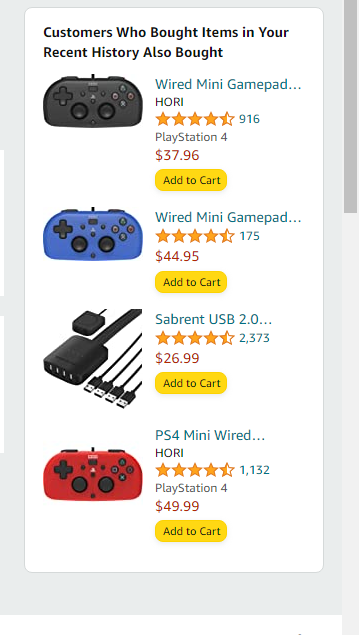 Customers Who Bought Items in Your
Recent History Also Bought
Wired Mini Gamepad...
HORI
916
PlayStation 4
$37.96
Add to Cart
Wired Mini Gamepad...
175
$44.95
Add to Cart
Sabrent USB 2.0...
2,373
$26.99
Add to Cart
PS4 Mini Wired...
HORI
1,132
PlayStation 4
$49.99
Add to Cart